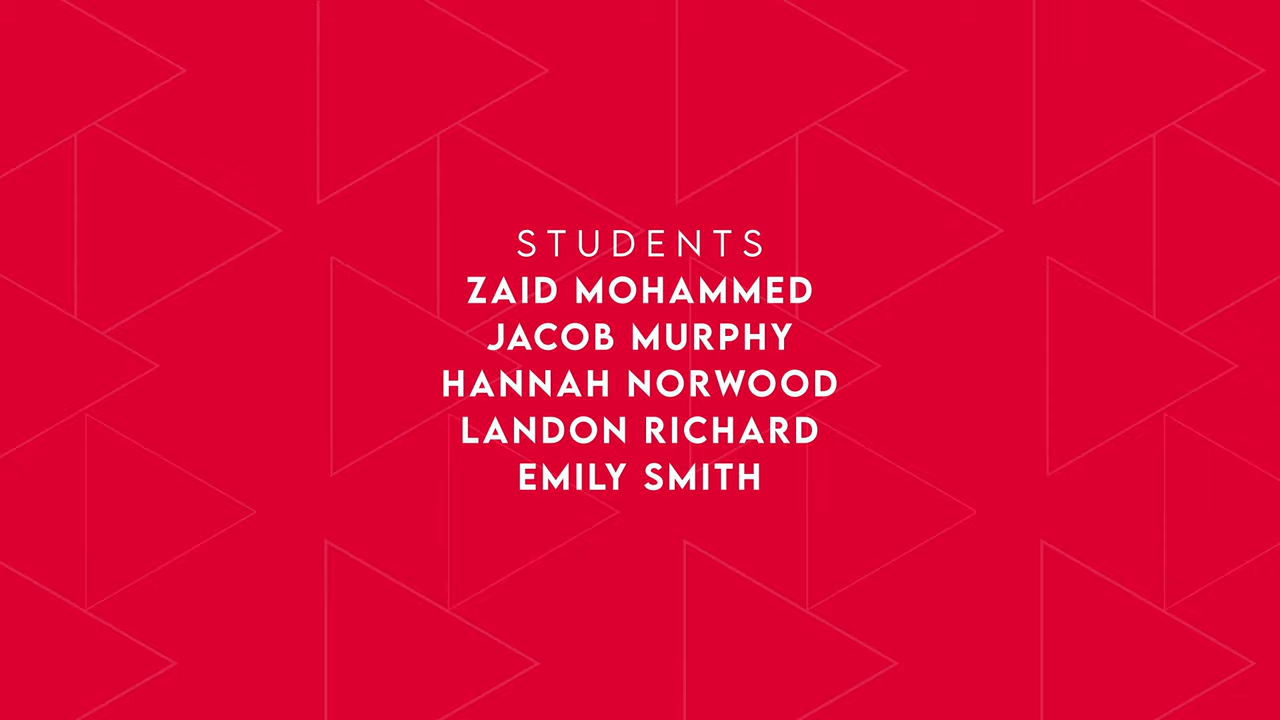 STUDENTS
ZAID MOHAMMED
JACOB MURPHY
HANNAH NORWOOD
LANDON RICHARD
EMILY SMITH